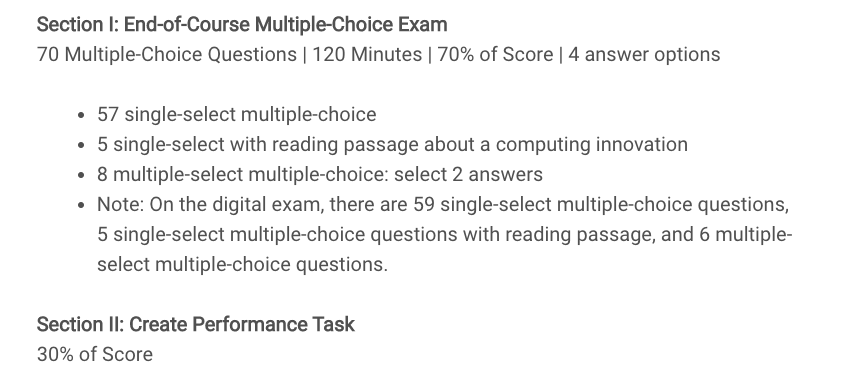 Section I: End-of-Course Multiple-Choice Exam
70 Multiple-Choice Questions | 120 Minutes | 70% of Score | 4 answer options
• 57 single-select multiple-choice
• 5 single-select with reading passage about a computing innovation
• 8 multiple-select multiple-choice: select 2 answers
• Note: On the digital exam, there are 59 single-select multiple-choice questions,
5 single-select multiple-choice questions with reading passage, and 6 multiple-
select multiple-choice questions.
Section II: Create Performance Task
30% of Score